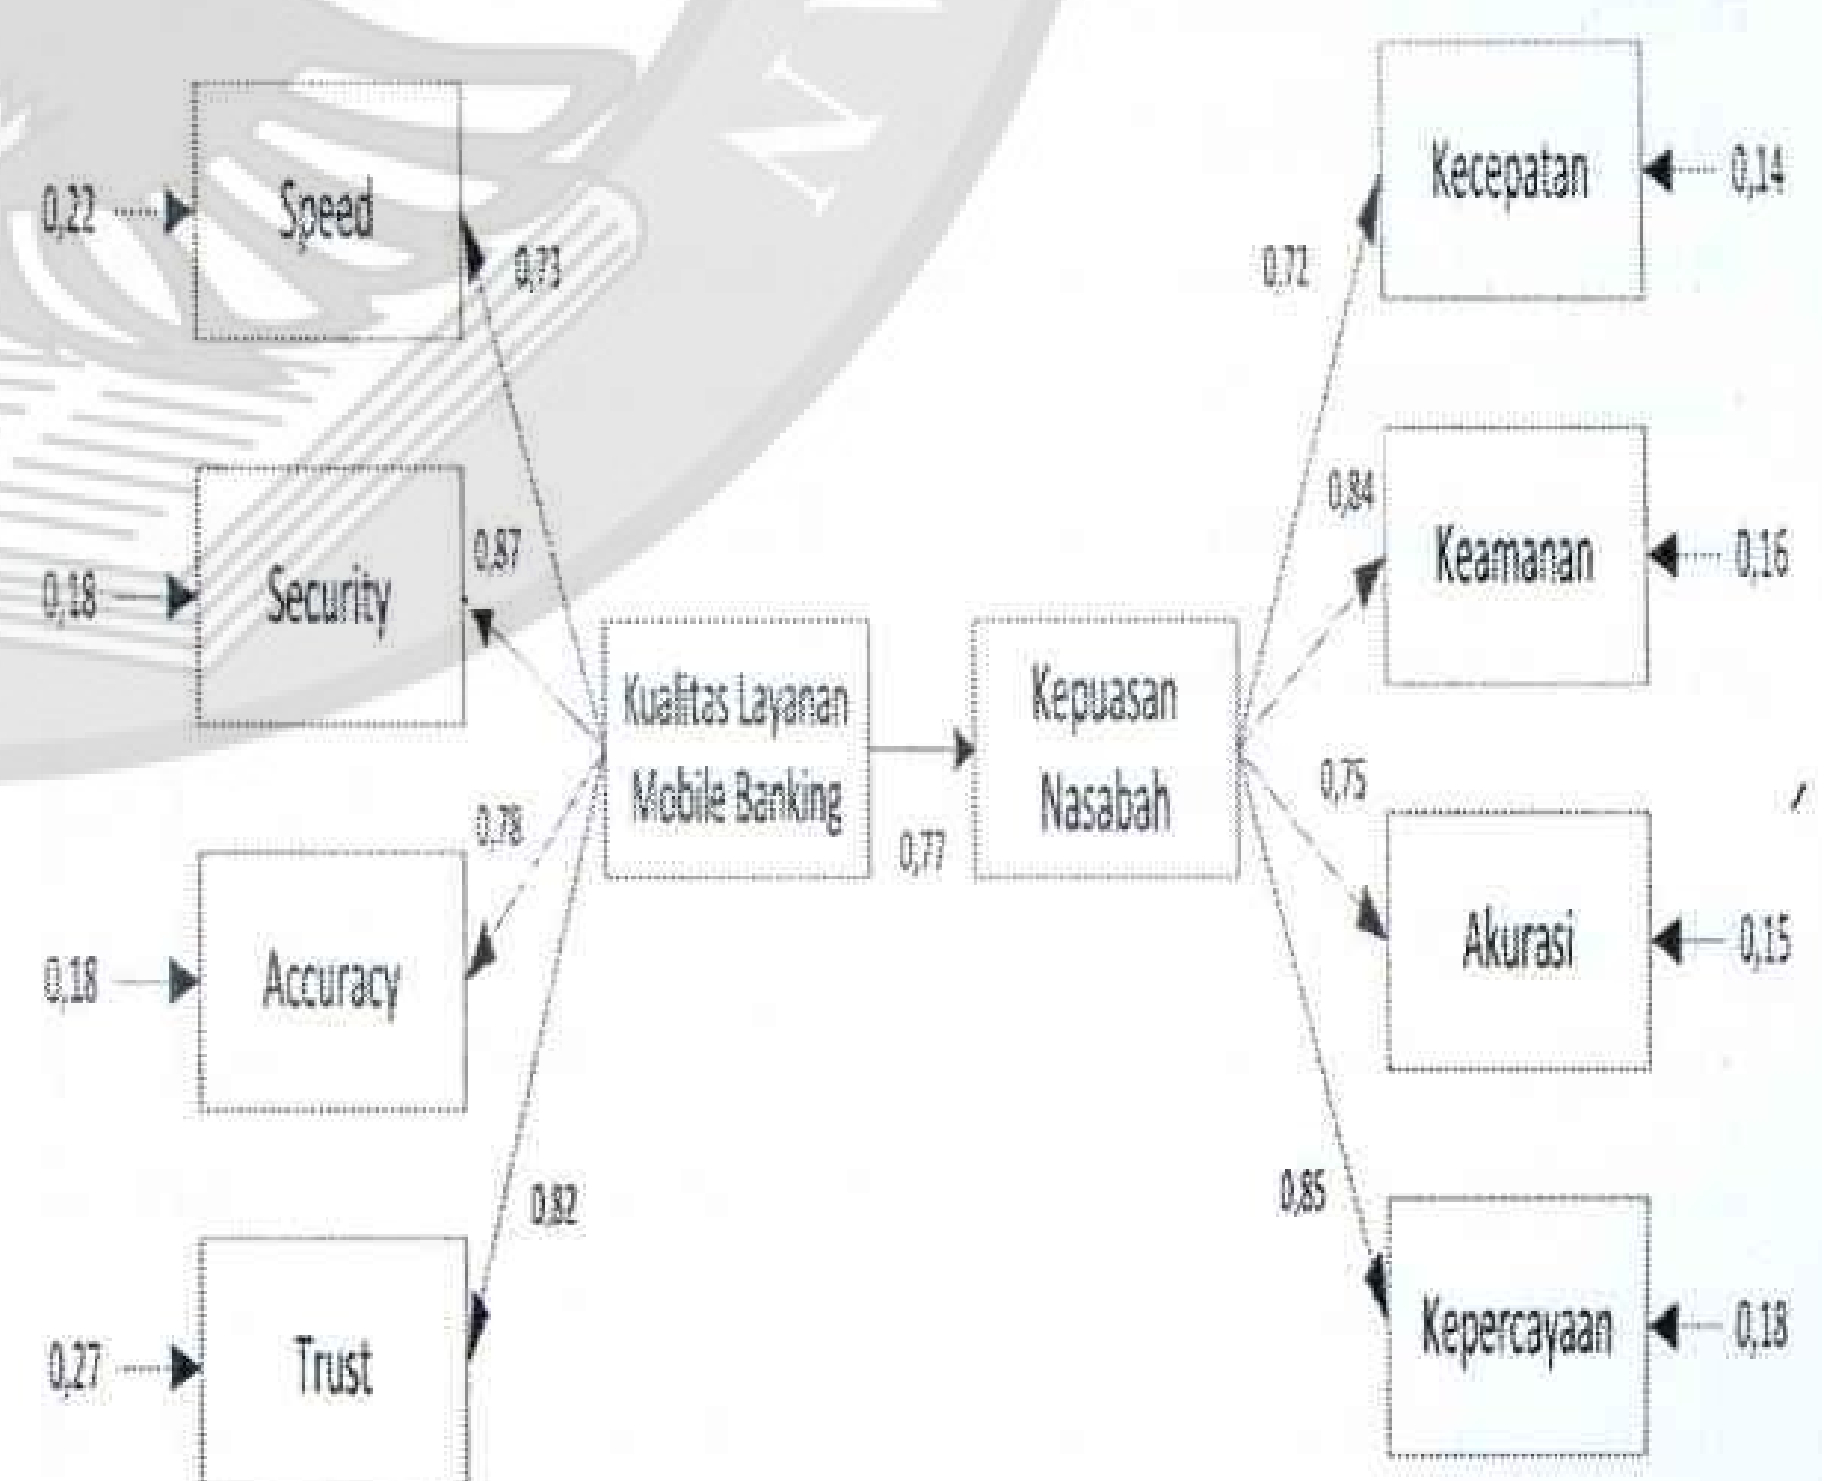 Kecepatan
0,14
0,22
Speed
0,73
0.72
0,84
Keamanan
0,16
0,87
0,18
Security
Kualitas Layanan
Mobile Banking
Kepuasan
Nasabah
0,77
0,75
0,78
Akurasi
0,15
0,18
Accuracy
0,82
0,85
Kepercayaan
0,18
0,27
Trust
N